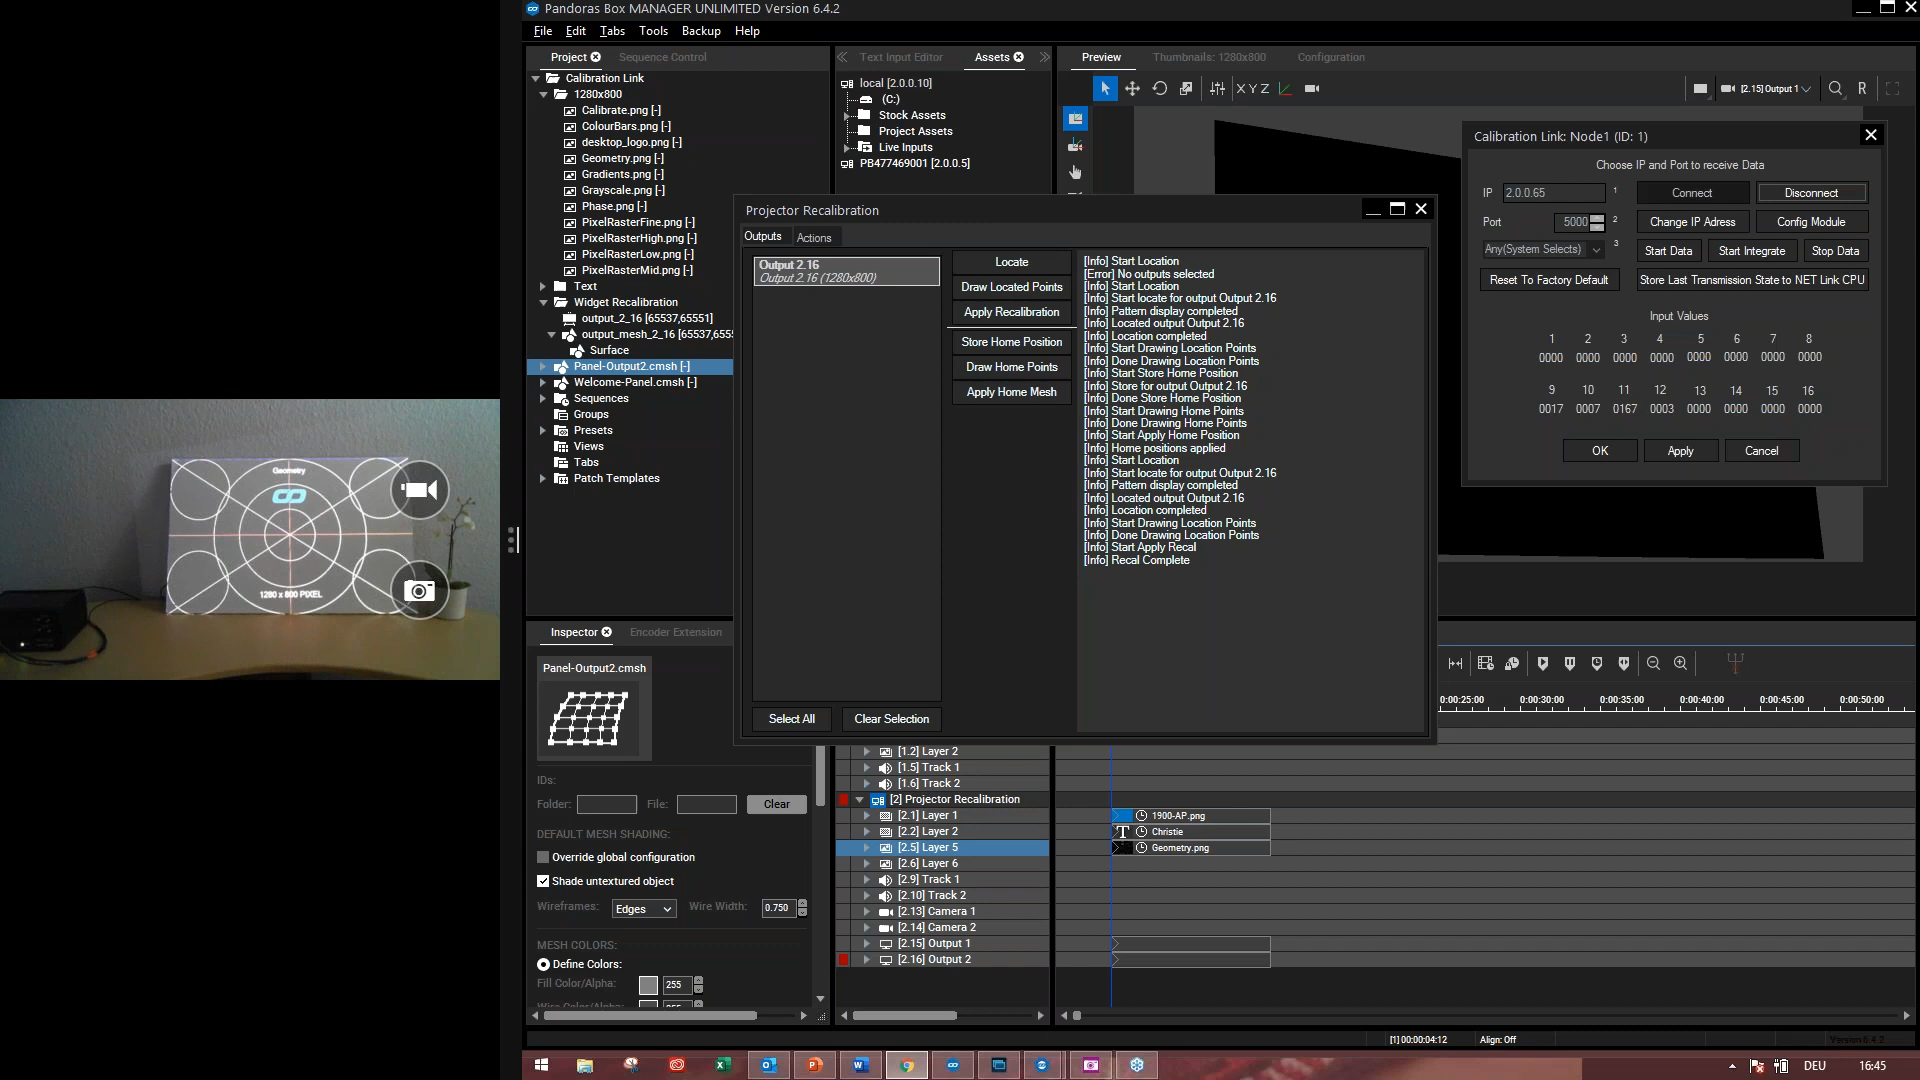 Pandoras Box MANAGER UNLIMITED Version 6.4.2
File Edit Tabs Tools Backup Help
Project Sequence Control
Calibration Link
1280x800
Calibrate.png [-]
ColourBars.png [-]
desktop_logo.png [-]
Geometry.png [-]
Gradients.png [-]
Grayscale.png [-]
Phase.png [-]
PixelRasterFine.png [-]
PixelRasterHigh.png [-]
PixelRasterLow.png [-]
PixelRasterMid.png [-]
Text
Widget Recalibration
output_2_16 [65537,65551]
output_mesh_2_16 [65537,655
Surface
Panel-Output2.cmsh [-]
Welcome-Panel.cmsh [-]
Sequences
Groups
Presets
Views
Tabs
Patch Templates
Text Input Editor Assets
local [2.0.0.10]
(C:)
Stock Assets
Project Assets
Live Inputs
PB477469001 [2.0.0.5]
Preview Thumbnails: 1280x800 Configuration
X Y Z
[2.15] Output 1
R
Calibration Link: Node1 (ID: 1)
Choose IP and Port to receive Data
IP 2.0.0.65 1 Connect Disconnect
Port 5000 2 Change IP Adress Config Module
Any(System Selects) 3 Start Data Start Integrate Stop Data
Reset To Factory Default Store Last Transmission State to NET Link CPU
Input Values
1 2 3 4 5 6 7 8
0000 0000 0000 0000 0000 0000 0000 0000
9 10 11 12 13 14 15 16
0017 0007 0167 0003 0000 0000 0000 0000
OK Apply Cancel
Projector Recalibration
Outputs Actions
Output 2.16
Output 2.16 (1280x800)
Locate
Draw Located Points
Apply Recalibration
Store Home Position
Draw Home Points
Apply Home Mesh
[Info] Start Location
[Error] No outputs selected
[Info] Start Location
[Info] Start locate for output Output 2.16
[Info] Pattern display completed
[Info] Located output Output 2.16
[Info] Location completed
[Info] Start Drawing Location Points
[Info] Done Drawing Location Points
[Info] Start Store Home Position
[Info] Store for output Output 2.16
[Info] Done Store Home Position
[Info] Start Drawing Home Points
[Info] Done Drawing Home Points
[Info] Start Apply Home Position
[Info] Home positions applied
[Info] Start Location
[Info] Start locate for output Output 2.16
[Info] Pattern display completed
[Info] Located output Output 2.16
[Info] Location completed
[Info] Start Drawing Location Points
[Info] Done Drawing Location Points
[Info] Start Apply Recal
[Info] Recal Complete
Select All Clear Selection
Geometry
1280 x 800 PIXEL
Inspector Encoder Extension
Panel-Output2.cmsh
IDs:
Folder: File: Clear
DEFAULT MESH SHADING:
Override global configuration
Shade untextured object
Wireframes: Edges Wire Width: 0.750
MESH COLORS:
Define Colors:
Fill Color/Alpha: 255
Wire Color/Alpha: 255
[1.2] Layer 2
[1.5] Track 1
[1.6] Track 2
[2] Projector Recalibration
[2.1] Layer 1
[2.2] Layer 2
[2.5] Layer 5
[2.6] Layer 6
[2.9] Track 1
[2.10] Track 2
[2.13] Camera 1
[2.14] Camera 2
[2.15] Output 1
[2.16] Output 2
0:00:25:00 0:00:30:00 0:00:35:00 0:00:40:00 0:00:45:00 0:00:50:00
1900-AP.png
T Christie
Geometry.png
[1] 00:00:04:12 Align: Off Version 6.4.2
DEU 16:45